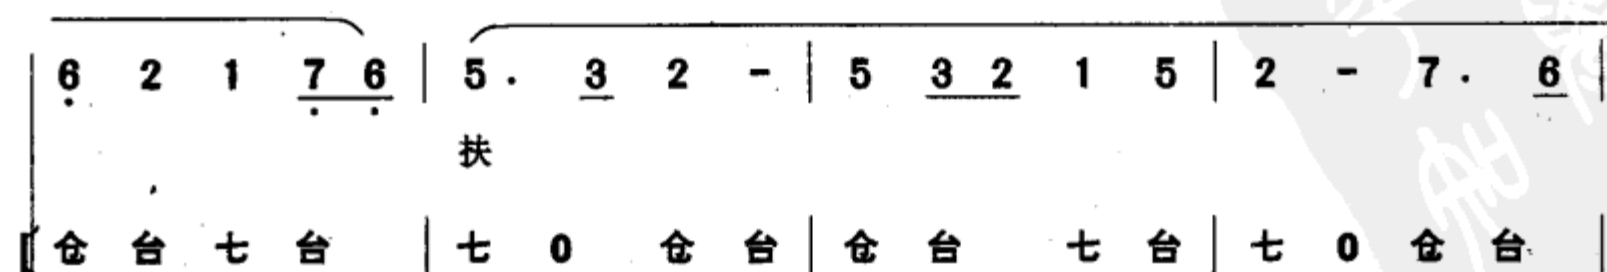 6 2 1 7 6 | 5 . 3 2 - | 5 3 2 1 5 | 2 - 7 . 6 |
扶
仓 台 七 台 | 七 0 仓 台 | 仓 台 七 台 | 七 0 仓 台 |